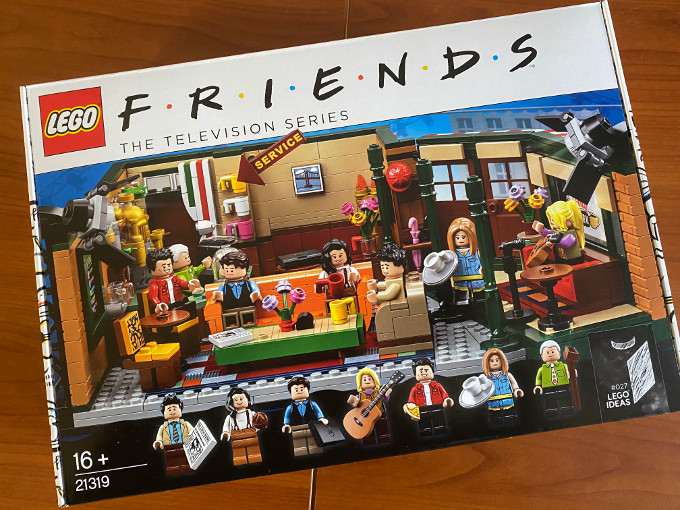 LEGO
F·R·I·E·N·D·S
THE TELEVISION SERIES
SERVICE
#027
LEGO
IDEAS
16+
21319